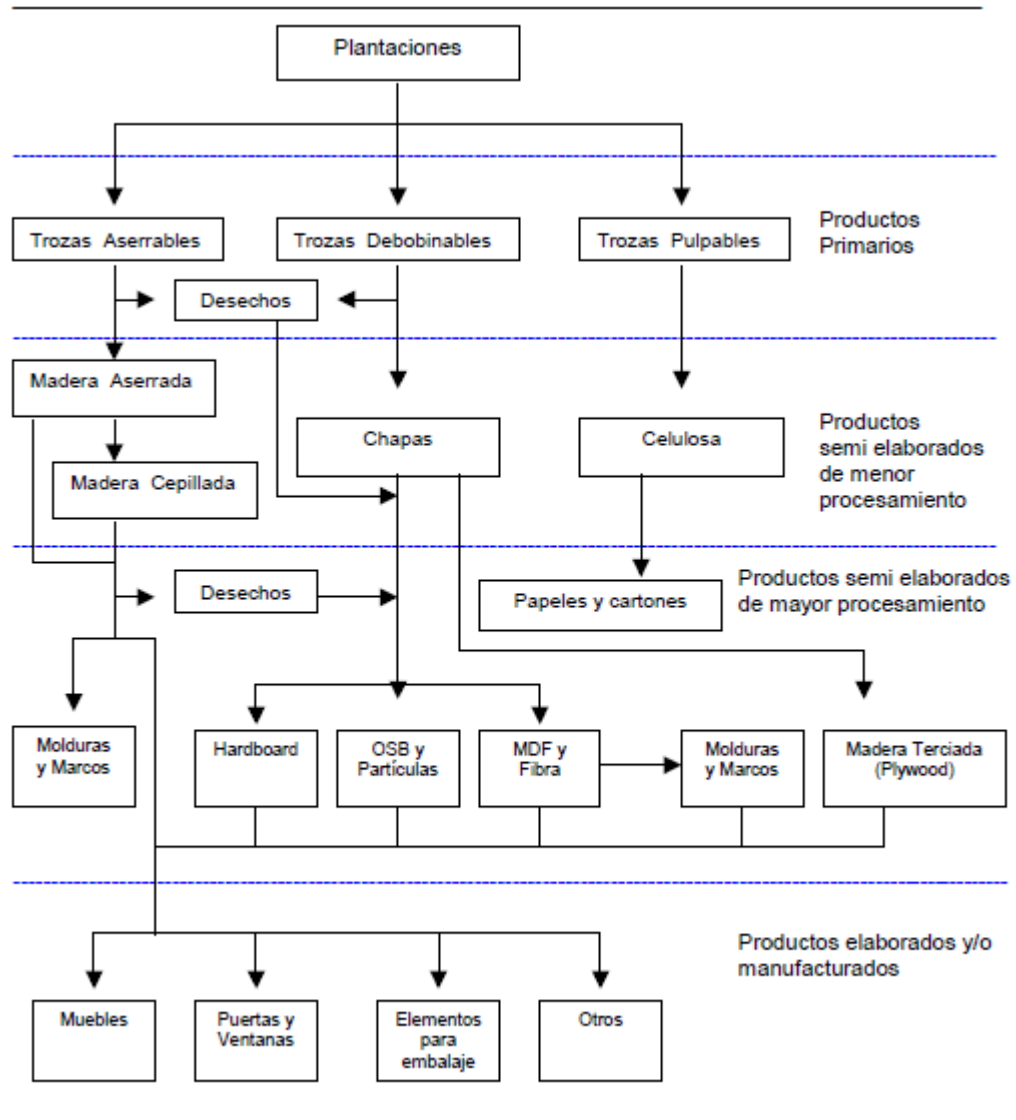 Plantaciones
Trozas Aserrables
Trozas Debobinables
Trozas Pulpables
Productos
Primarios
Desechos
Madera Aserrada
Chapas
Celulosa
Productos
semi elaborados
de menor
procesamiento
Madera Cepillada
Desechos
Papeles y cartones
Productos semi elaborados
de mayor procesamiento
Molduras
y Marcos
Hardboard
OSB y
Partículas
MDF y
Fibra
Molduras
y Marcos
Madera Terciada
(Plywood)
Productos elaborados y/o
manufacturados
Muebles
Puertas y
Ventanas
Elementos
para
embalaje
Otros